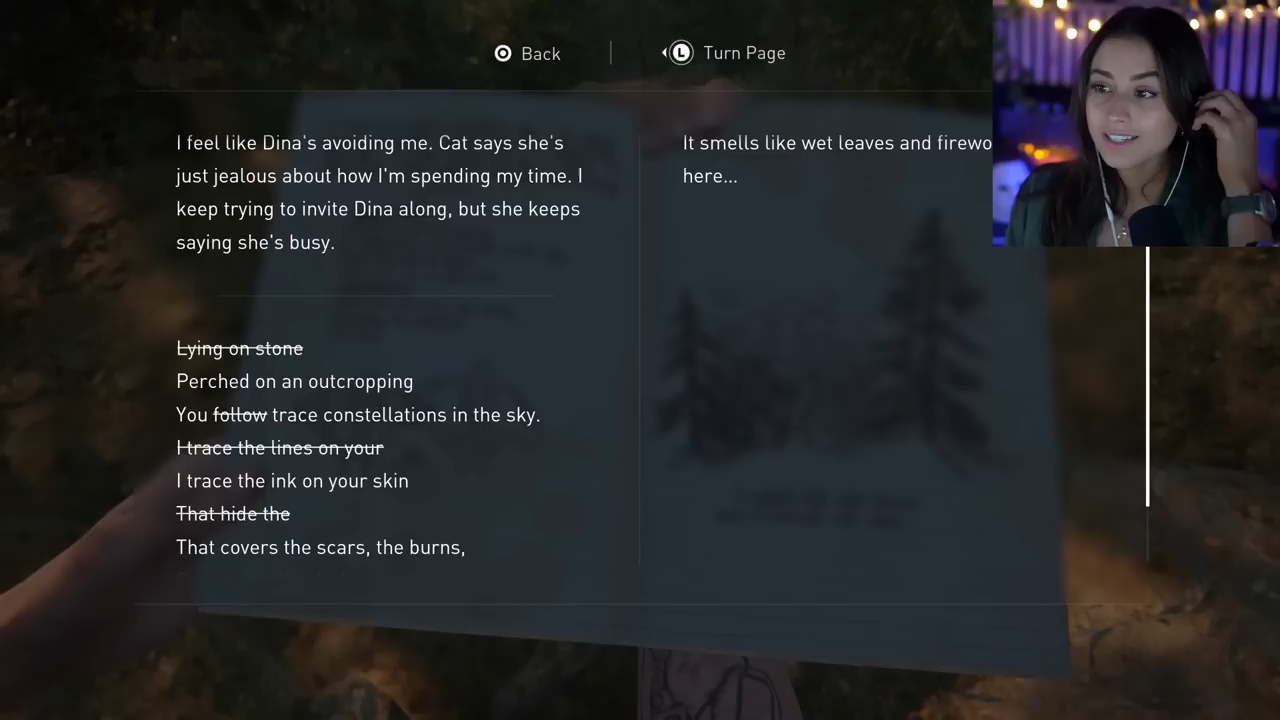 Back
L Turn Page
I feel like Dina's avoiding me. Cat says she's
just jealous about how I'm spending my time. I
keep trying to invite Dina along, but she keeps
saying she's busy.
Lying on stone
Perched on an outcropping
You follow trace constellations in the sky.
I trace the lines on your
I trace the ink on your skin
That hide the
That covers the scars, the burns,
It smells like wet leaves and firewo
here...